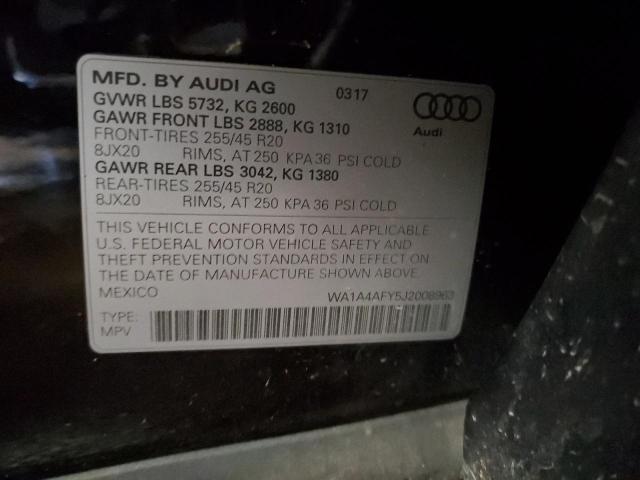 MFD. BY AUDI AG 0317
GVWR LBS 5732, KG 2600
GAWR FRONT LBS 2888, KG 1310
Audi
FRONT-TIRES 255/45 R20
8JX20 RIMS, AT 250 KPA 36 PSI COLD
GAWR REAR LBS 3042, KG 1380
REAR-TIRES 255/45 R20
8JX20 RIMS, AT 250 KPA 36 PSI COLD
THIS VEHICLE CONFORMS TO ALL APPLICABLE
U.S. FEDERAL MOTOR VEHICLE SAFETY AND
THEFT PREVENTION STANDARDS IN EFFECT ON
THE DATE OF MANUFACTURE SHOWN ABOVE.
MEXICO WA1A4AFY5J2008963
TYPE:
MPV